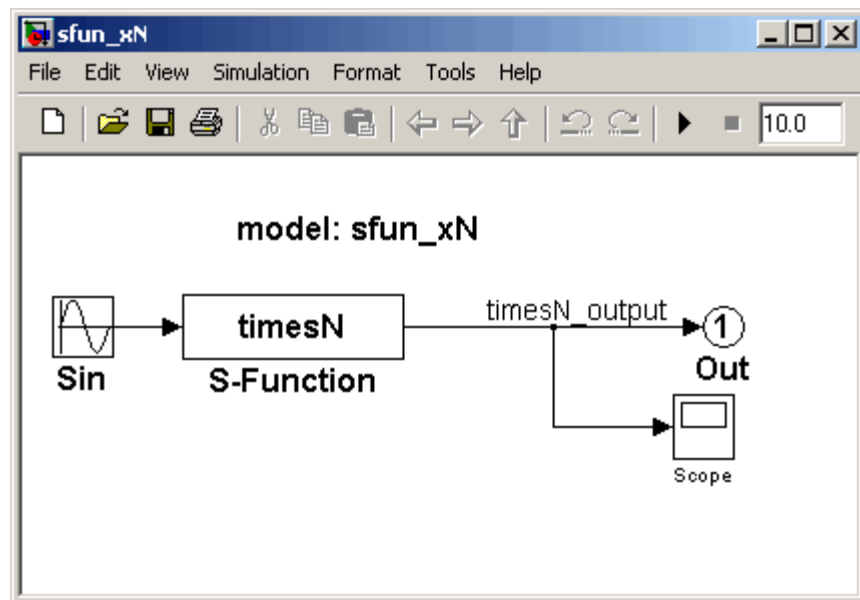 sfun_xN
File Edit View Simulation Format Tools Help
10.0
model: sfun_xN
timesN
timesN_output
1
Sin
S-Function
Out
Scope